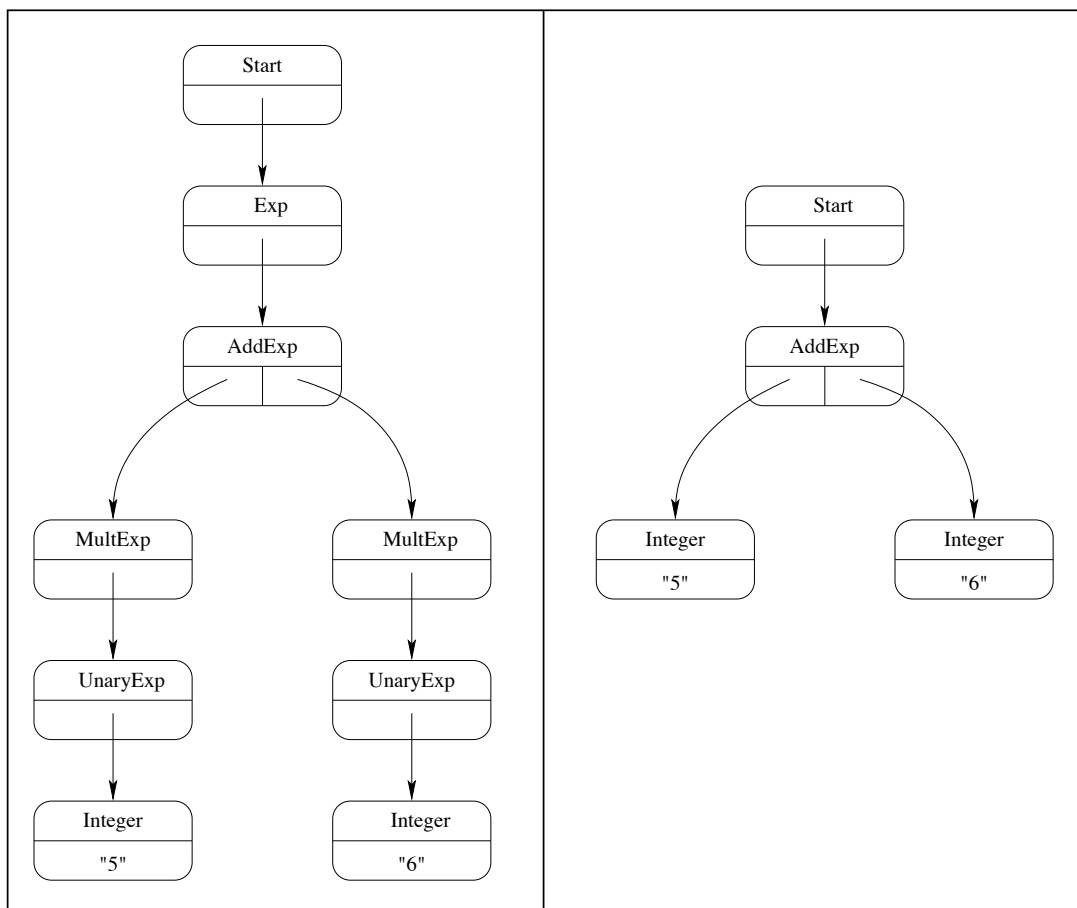 Start
Exp
AddExp
MultExp
MultExp
UnaryExp
UnaryExp
Integer
"5"
Integer
"6"
Start
AddExp
Integer
"5"
Integer
"6"